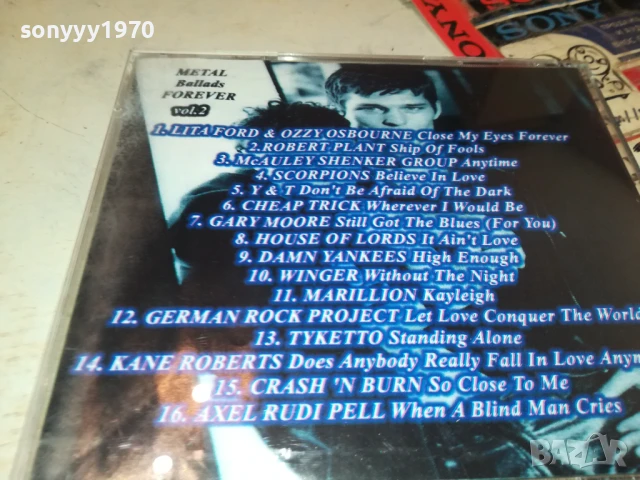 sonyyy1970
SONY
METAL
Ballads
FOREVER
vol.2
1. LITA FORD & OZZY OSBOURNE Close My Eyes Forever
2. ROBERT PLANT Ship Of Fools
3. McAULEY SHENKER GROUP Anytime
4. SCORPIONS Believe In Love
5. Y & T Don't Be Afraid Of The Dark
6. CHEAP TRICK Wherever I Would Be
7. GARY MOORE Still Got The Blues (For You)
8. HOUSE OF LORDS It Ain't Love
9. DAMN YANKEES High Enough
10. WINGER Without The Night
11. MARILLION Kayleigh
12. GERMAN ROCK PROJECT Let Love Conquer The World
13. TYKETTO Standing Alone
14. KANE ROBERTS Does Anybody Really Fall In Love Anym
15. CRASH 'N BURN So Close To Me
16. AXEL RUDI PELL When A Blind Man Cries
BAZAR